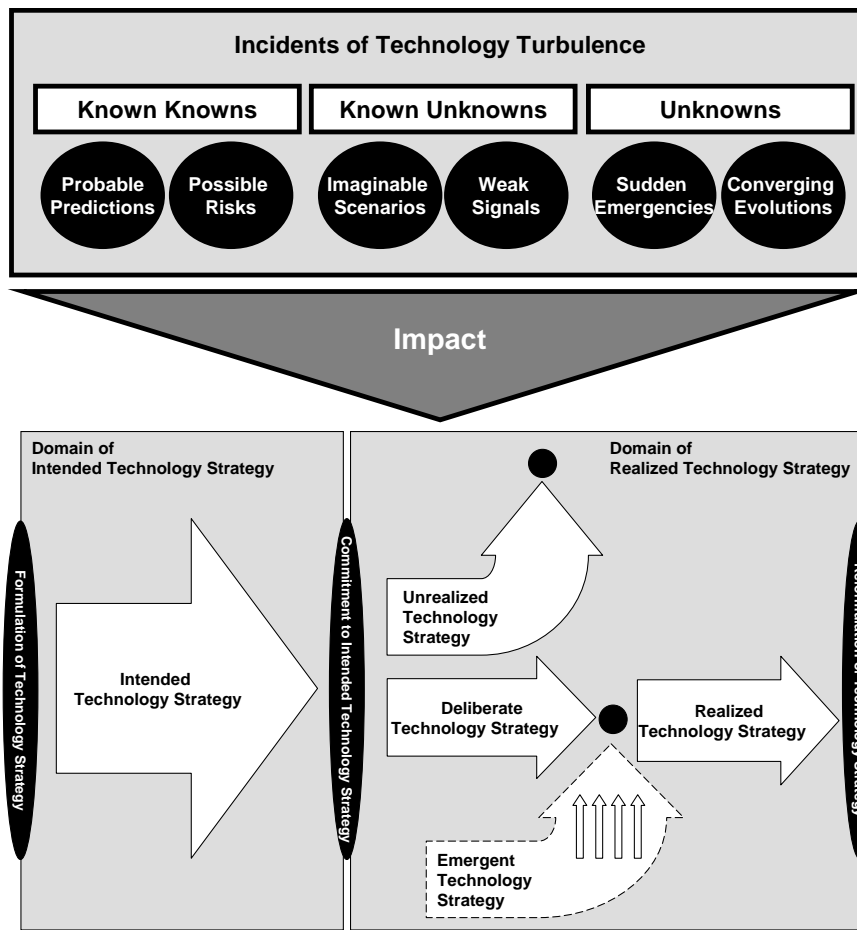 Incidents of Technology Turbulence
Known Knowns
Known Unknowns
Unknowns
Probable
Predictions
Possible
Risks
Imaginable
Scenarios
Weak
Signals
Sudden
Emergencies
Converging
Evolutions
Impact
Domain of
Intended Technology Strategy
Domain of
Realized Technology Strategy
Formulation of Technology Strategy
Intended
Technology Strategy
Commitment to Intended Technology Strategy
Unrealized
Technology
Strategy
Deliberate
Technology Strategy
Realized
Technology Strategy
Emergent
Technology
Strategy